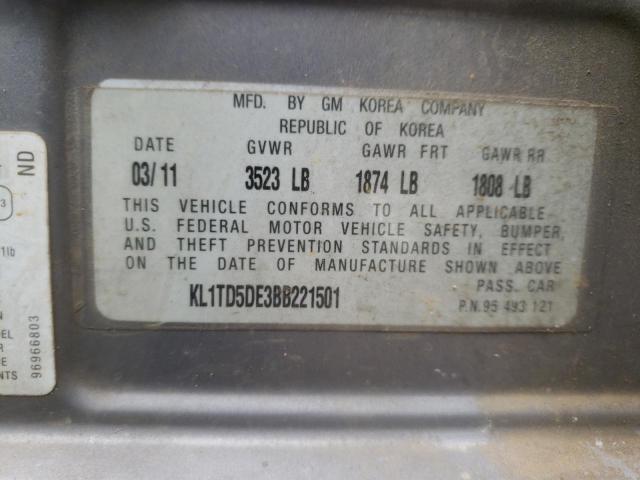 MFD. BY GM KOREA COMPANY
REPUBLIC OF KOREA
DATE GVWR GAWR FRT GAWR RR
03/11 3523 LB 1874 LB 1808 LB
THIS VEHICLE CONFORMS TO ALL APPLICABLE
U.S. FEDERAL MOTOR VEHICLE SAFETY, BUMPER,
AND THEFT PREVENTION STANDARDS IN EFFECT
ON THE DATE OF MANUFACTURE SHOWN ABOVE
PASS. CAR
KL1TD5DE3BB221501
P.N. 95 493 121
ND
96966803